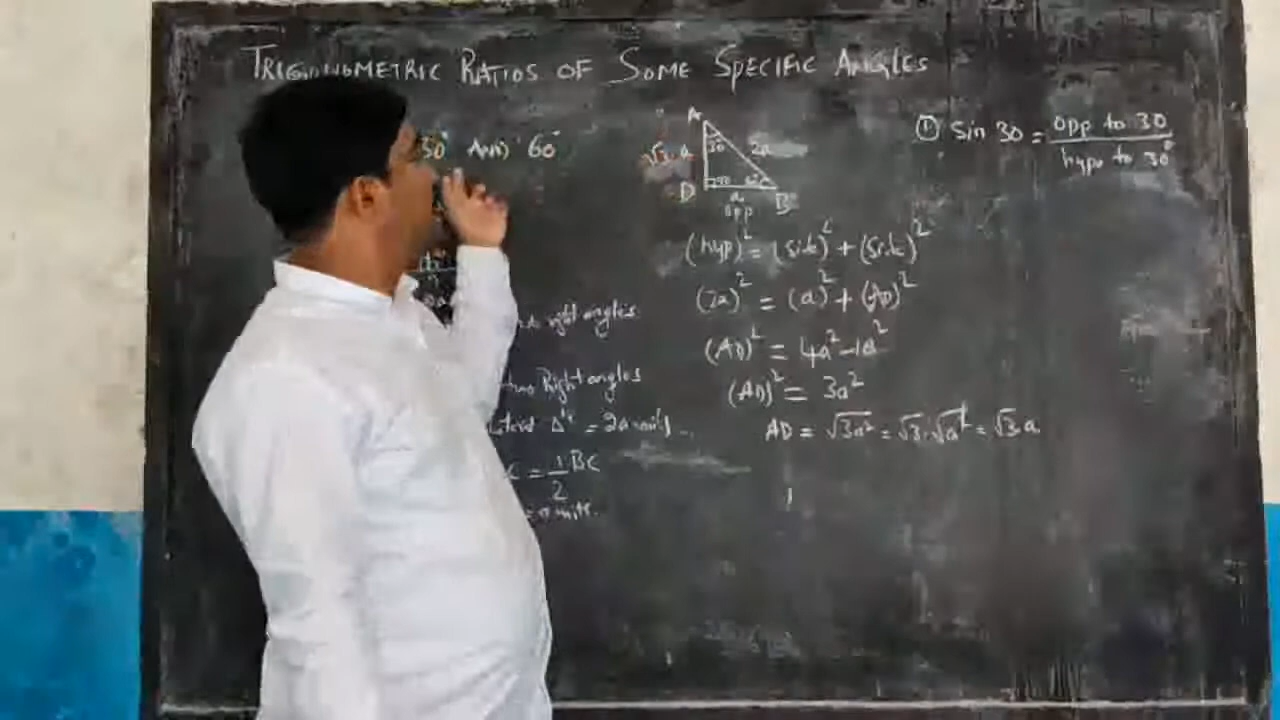 TRIGONOMETRIC RATIOS OF SOME SPECIFIC ANGLES
30° AND 60°
right angles
two Right angles
= 2a units
= 1/2 BC
= a units.
A
30
√3·a
2a
D
90
60°
B
a
opp
(hyp)² = (side)² + (side)²
(2a)² = (a)² + (AD)²
(AD)² = 4a² - 1a²
(AD)² = 3a²
AD = √3a² = √3.√a² = √3.a
① Sin 30 = opp to 30 / hypo to 30°